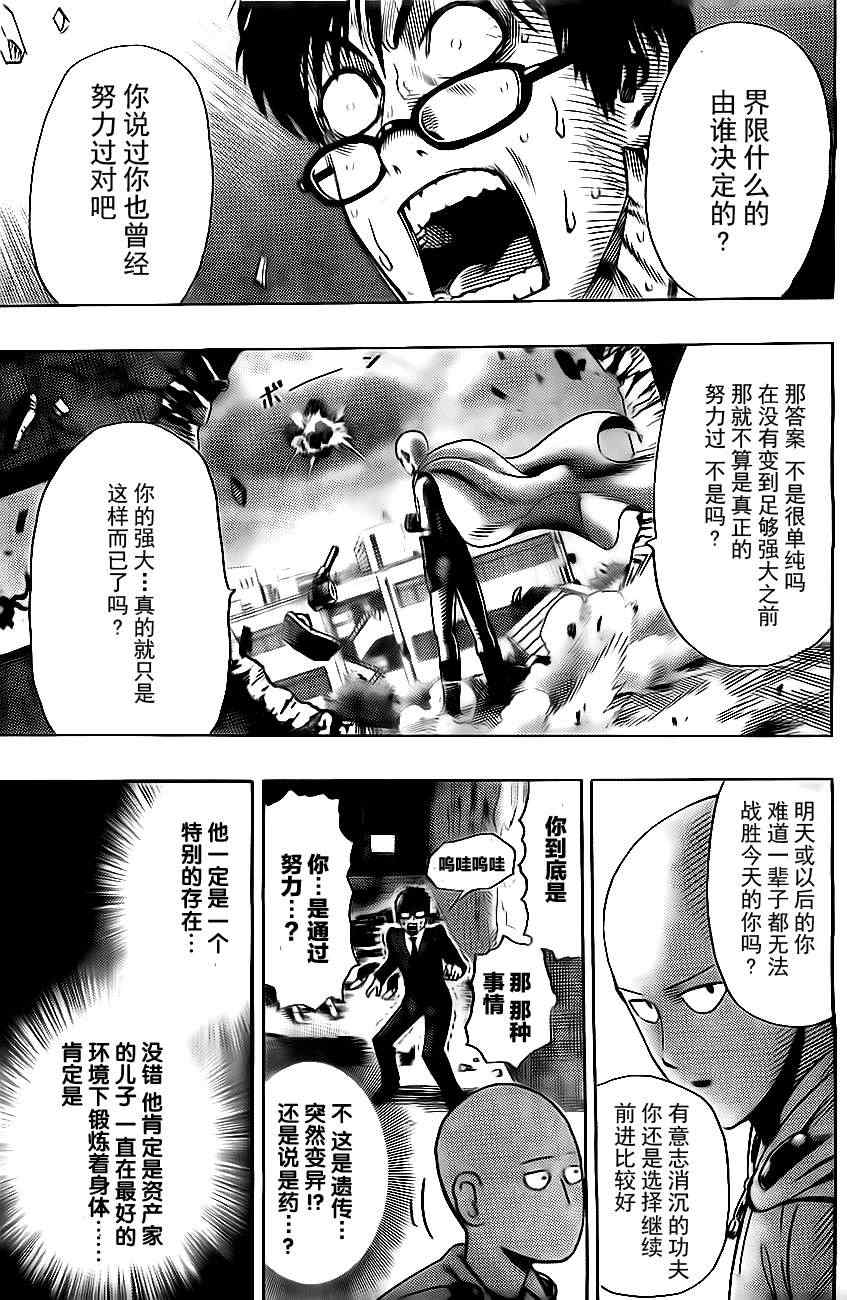 界限什么的
由谁决定的？
你说过你也曾经
努力过对吧
那答案 不是很单纯吗
在没有变到足够强大之前
那就不算是真正的
努力过 不是吗？
ボッ
你的强大…真的就只是
这样而已了吗？
明天或以后的你
难道一辈子都无法
战胜今天的你吗？
有意志消沉的功夫
你还是选择继续
前进比较好
你到底是
呜哇呜哇
那 那种
事情
你…是通过
努力…？
不 这是遗传…
突然变异!?
还是说是药…？
他一定是一个
特别的存在…
没错 他肯定是资产家
的儿子 一直在最好的
环境下锻炼着身体……
肯定是